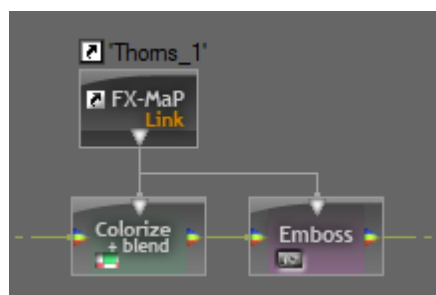 'Thorns_1'
FX-MaP
Link
Colorize
+ blend
Emboss